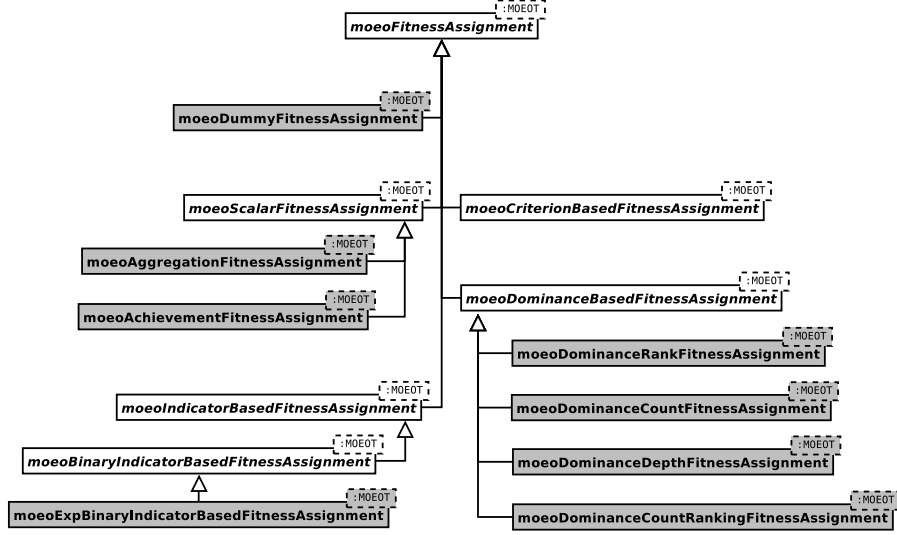 :MOEOT
moeoFitnessAssignment
:MOEOT
moeoDummyFitnessAssignment
:MOEOT
moeoScalarFitnessAssignment
:MOEOT
moeoCriterionBasedFitnessAssignment
:MOEOT
moeoAggregationFitnessAssignment
:MOEOT
moeoDominanceBasedFitnessAssignment
:MOEOT
moeoAchievementFitnessAssignment
:MOEOT
moeoDominanceRankFitnessAssignment
:MOEOT
moeoIndicatorBasedFitnessAssignment
:MOEOT
moeoDominanceCountFitnessAssignment
:MOEOT
moeoBinaryIndicatorBasedFitnessAssignment
:MOEOT
moeoDominanceDepthFitnessAssignment
:MOEOT
moeoExpBinaryIndicatorBasedFitnessAssignment
:MOEOT
moeoDominanceCountRankingFitnessAssignment